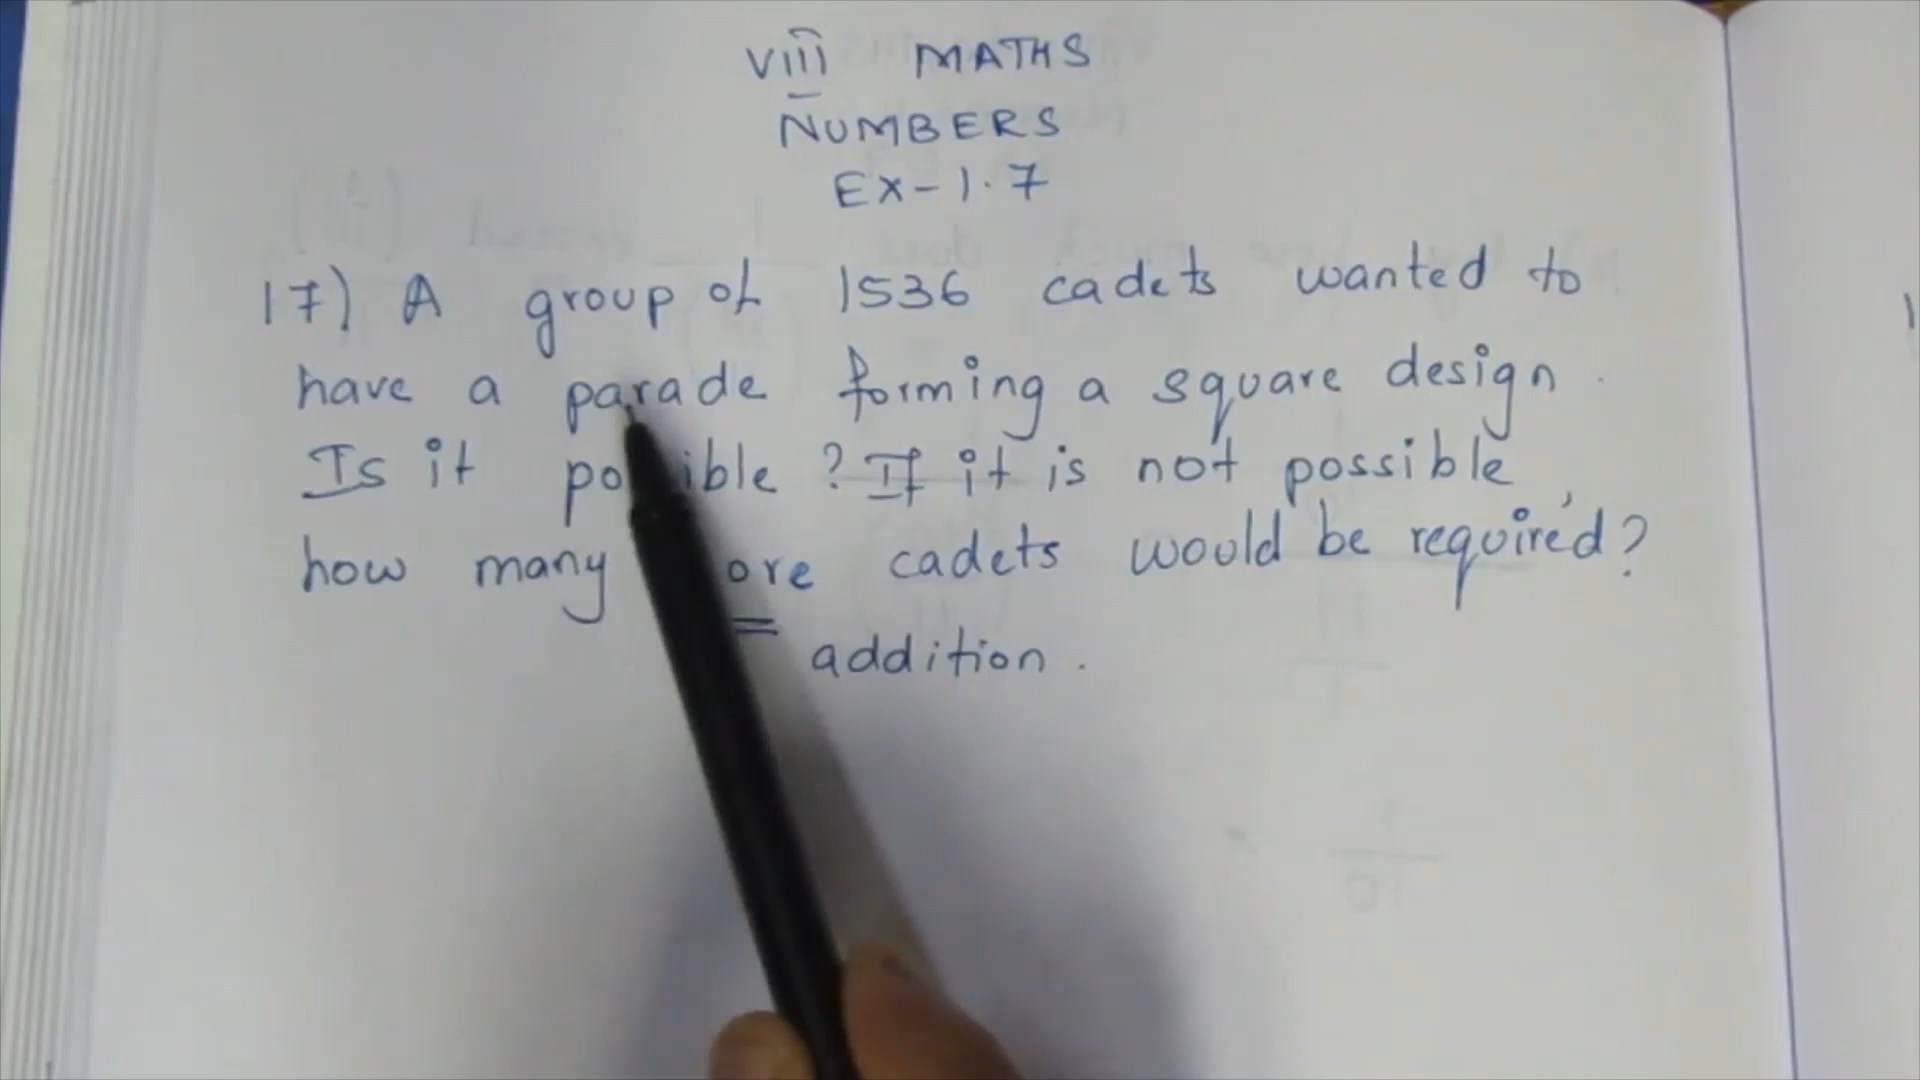 VIII MATHS
NUMBERS
EX-1.7
17) A group of 1536 cadets wanted to
have a parade forming a square design.
Is it possible? If it is not possible,
how many more cadets would be required?
addition.